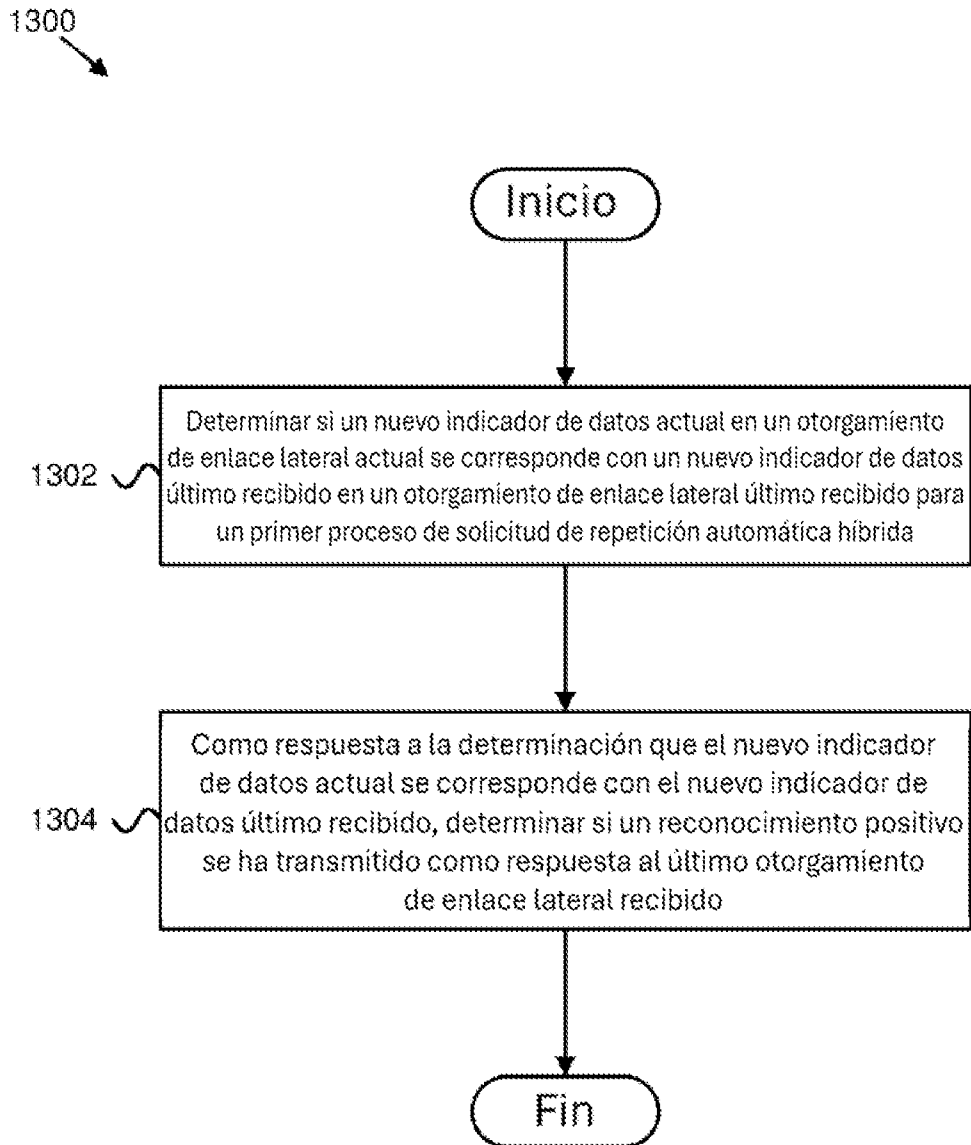 1300
Inicio
1302
Determinar si un nuevo indicador de datos actual en un otorgamiento
de enlace lateral actual se corresponde con un nuevo indicador de datos
último recibido en un otorgamiento de enlace lateral último recibido para
un primer proceso de solicitud de repetición automática híbrida
1304
Como respuesta a la determinación que el nuevo indicador
de datos actual se corresponde con el nuevo indicador de
datos último recibido, determinar si un reconocimiento positivo
se ha transmitido como respuesta al último otorgamiento
de enlace lateral recibido
Fin